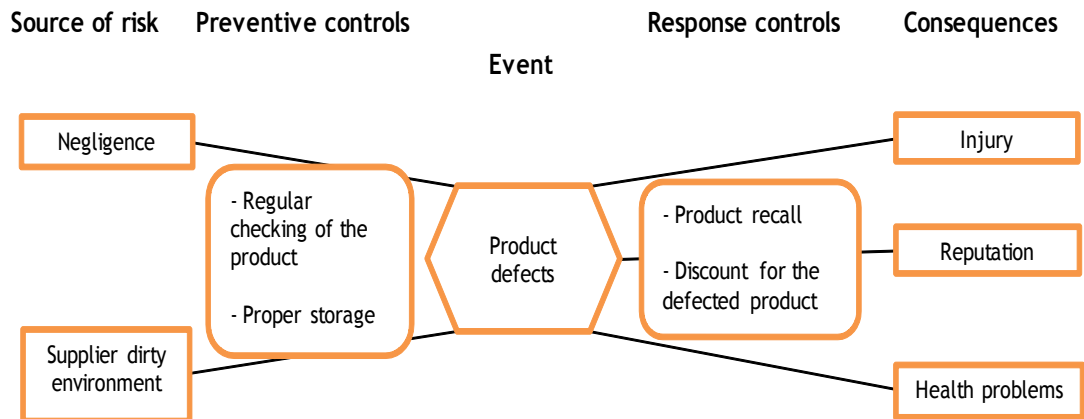 Source of risk
Preventive controls
Event
Response controls
Consequences
Negligence
Supplier dirty
environment
- Regular
checking of the
product
- Proper storage
Product
defects
- Product recall
- Discount for the
defected product
Injury
Reputation
Health problems